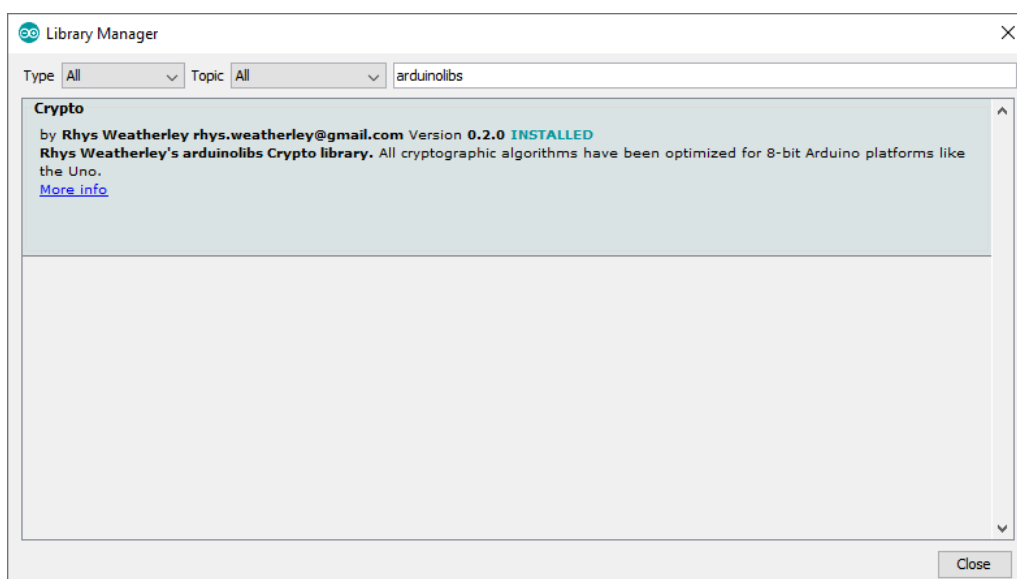 Library Manager
Type All Topic All arduinolibs
Crypto
by Rhys Weatherley rhys.weatherley@gmail.com Version 0.2.0 INSTALLED
Rhys Weatherley's arduinolibs Crypto library. All cryptographic algorithms have been optimized for 8-bit Arduino platforms like
the Uno.
More info
Close